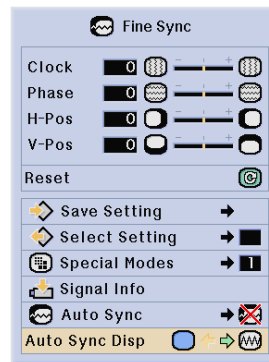 Fine Sync
Clock 0 - +
Phase 0 - +
H-Pos 0 - +
V-Pos 0 - +
Reset
Save Setting
Select Setting
Special Modes 1
Signal Info
Auto Sync
Auto Sync Disp